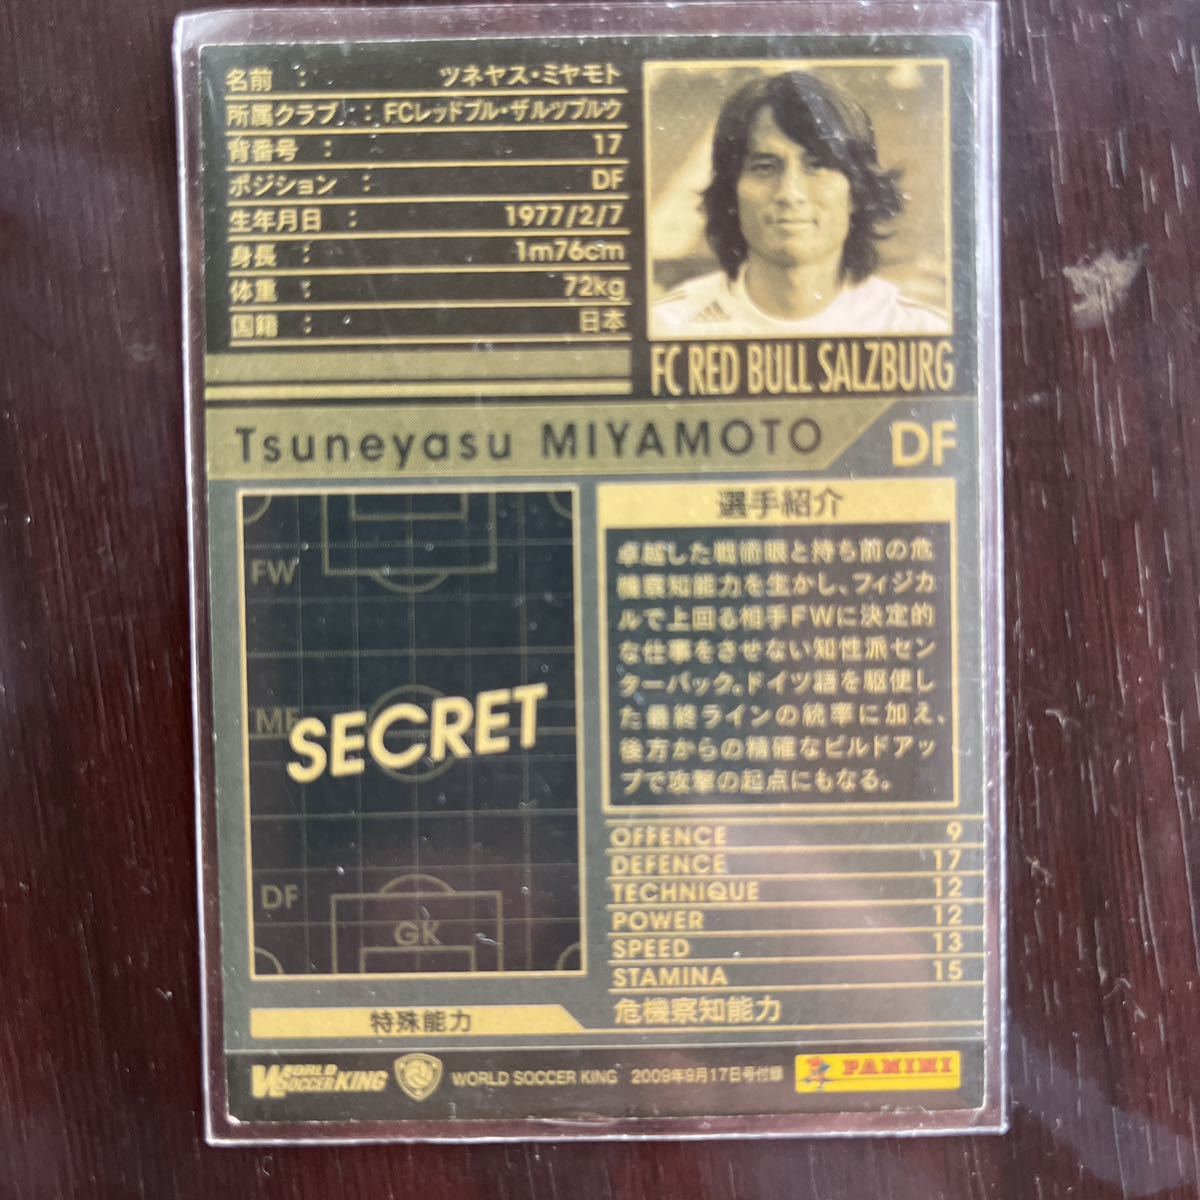 名前 : ツネヤス・ミヤモト
所属クラブ : FCレッドブル・ザルツブルク
背番号 : 17
ポジション : DF
生年月日 : 1977/2/7
身長 : 1m76cm
体重 : 72kg
国籍 : 日本
FC RED BULL SALZBURG
Tsuneyasu MIYAMOTO DF
FW
MF
SECRET
DF
GK
選手紹介
卓越した戦術眼と持ち前の危
機察知能力を生かし、フィジカ
ルで上回る相手FWに決定的
な仕事をさせない知性派セン
ターバック。ドイツ語を駆使し
た最終ラインの統率に加え、
後方からの精確なビルドアッ
プで攻撃の起点にもなる。
OFFENCE 9
DEFENCE 17
TECHNIQUE 12
POWER 12
SPEED 13
STAMINA 15
特殊能力 危機察知能力
WORLD SOCCER KING WORLD SOCCER KING 2009年9月17日号付録 PANINI